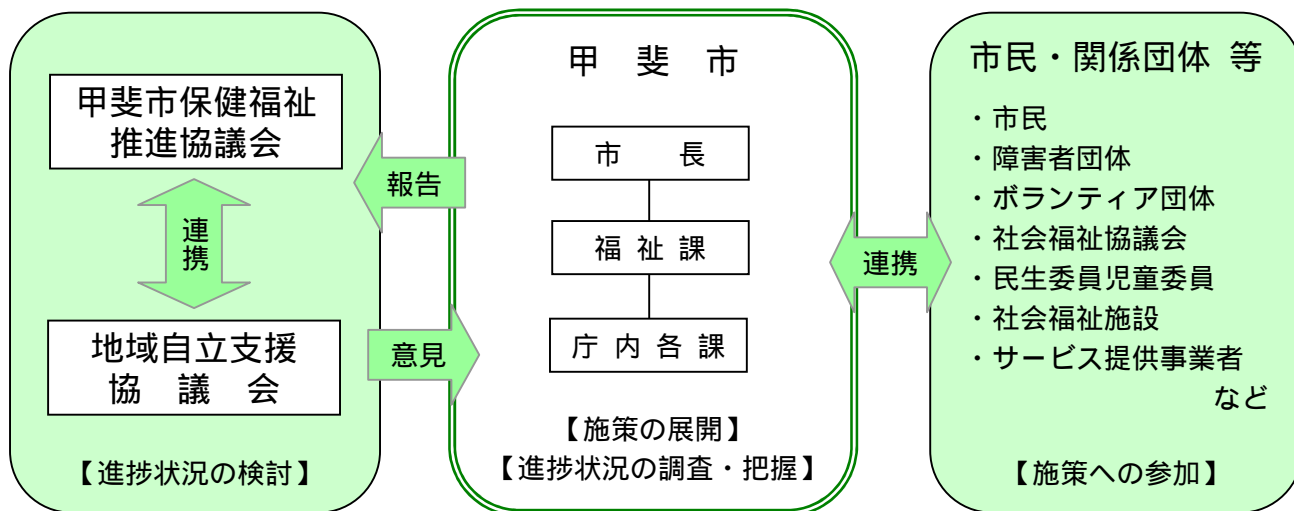 甲斐市保健福祉
推進協議会
連携
地域自立支援
協　議　会
【進捗状況の検討】
報告
意見
甲　斐　市
市　　長
福 祉 課
庁 内 各 課
【施策の展開】
【進捗状況の調査・把握】
連携
市民・関係団体 等
・市民
・障害者団体
・ボランティア団体
・社会福祉協議会
・民生委員児童委員
・社会福祉施設
・サービス提供事業者
など
【施策への参加】